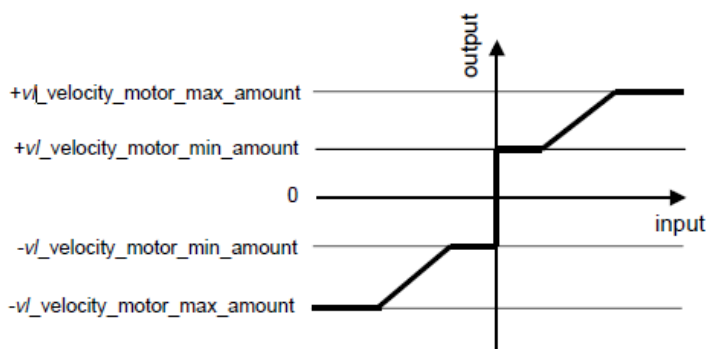 output
+vl_velocity_motor_max_amount
+vl_velocity_motor_min_amount
0
input
-vl_velocity_motor_min_amount
-vl_velocity_motor_max_amount